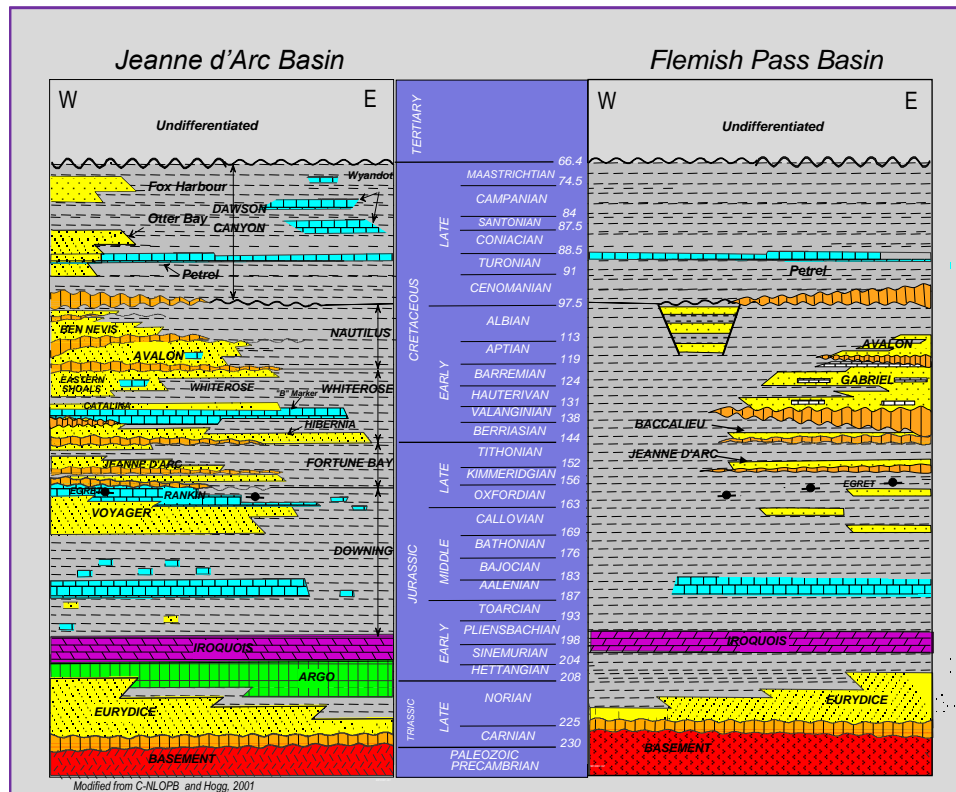 Jeanne d'Arc Basin
Flemish Pass Basin
W
E
Undifferentiated
Fox Harbour
Wyandot
DAWSON
CANYON
Otter Bay
Petrel
NAUTILUS
BEN NEVIS
AVALON
EASTERN
SHOALS
WHITEROSE
WHITEROSE
"B" Marker
CATALINA
HIBERNIA
FORTUNE BAY
JEANNE D'ARC
EGRET
RANKIN
VOYAGER
DOWNING
IROQUOIS
ARGO
EURYDICE
BASEMENT
Modified from C-NLOPB and Hogg, 2001
TERTIARY
66.4
CRETACEOUS
LATE
MAASTRICHTIAN
74.5
CAMPANIAN
84
SANTONIAN
87.5
CONIACIAN
88.5
TURONIAN
91
CENOMANIAN
97.5
EARLY
ALBIAN
113
APTIAN
119
BARREMIAN
124
HAUTERIVAN
131
VALANGINIAN
138
BERRIASIAN
144
JURASSIC
LATE
TITHONIAN
152
KIMMERIDGIAN
156
OXFORDIAN
163
MIDDLE
CALLOVIAN
169
BATHONIAN
176
BAJOCIAN
183
AALENIAN
187
EARLY
TOARCIAN
193
PLIENSBACHIAN
198
SINEMURIAN
204
HETTANGIAN
208
TRIASSIC
LATE
NORIAN
225
CARNIAN
230
PALEOZOIC
PRECAMBRIAN
W
E
Undifferentiated
Petrel
AVALON
GABRIEL
BACCALIEU
JEANNE D'ARC
EGRET
IROQUOIS
EURYDICE
BASEMENT